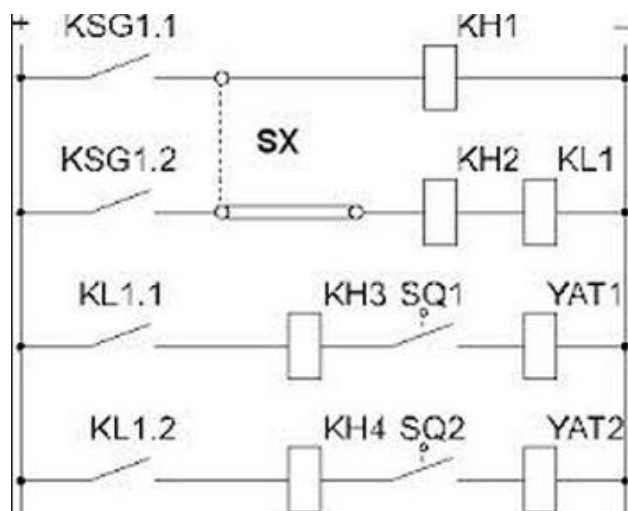 + KSG1.1 KH1 −
SX
KSG1.2 KH2 KL1
KL1.1 KH3 SQ1 YAT1
KL1.2 KH4 SQ2 YAT2